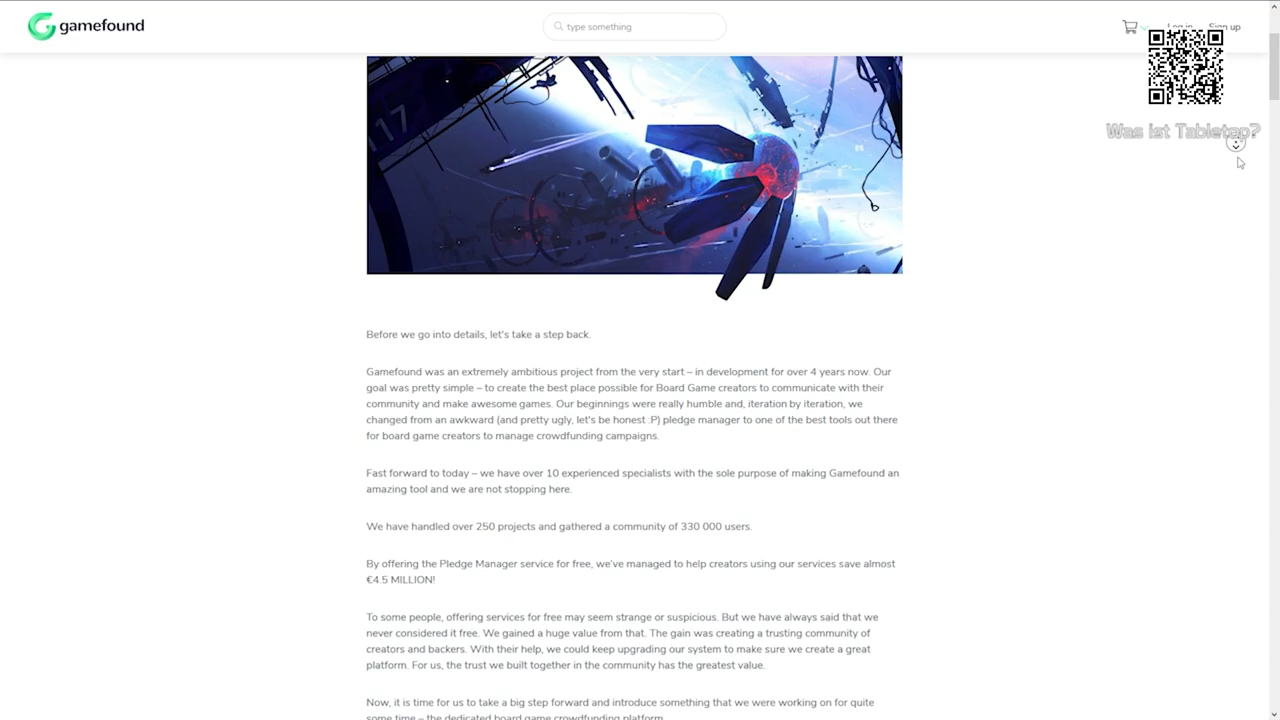 gamefound
type something
Log in
Sign up
Was ist Tabletop?
17
Before we go into details, let's take a step back.
Gamefound was an extremely ambitious project from the very start – in development for over 4 years now. Our
goal was pretty simple – to create the best place possible for Board Game creators to communicate with their
community and make awesome games. Our beginnings were really humble and, iteration by iteration, we
changed from an awkward (and pretty ugly, let's be honest :P) pledge manager to one of the best tools out there
for board game creators to manage crowdfunding campaigns.
Fast forward to today – we have over 10 experienced specialists with the sole purpose of making Gamefound an
amazing tool and we are not stopping here.
We have handled over 250 projects and gathered a community of 330 000 users.
By offering the Pledge Manager service for free, we've managed to help creators using our services save almost
€4.5 MILLION!
To some people, offering services for free may seem strange or suspicious. But we have always said that we
never considered it free. We gained a huge value from that. The gain was creating a trusting community of
creators and backers. With their help, we could keep upgrading our system to make sure we create a great
platform. For us, the trust we built together in the community has the greatest value.
Now, it is time for us to take a big step forward and introduce something that we were working on for quite
some time – the dedicated board game crowdfunding platform.